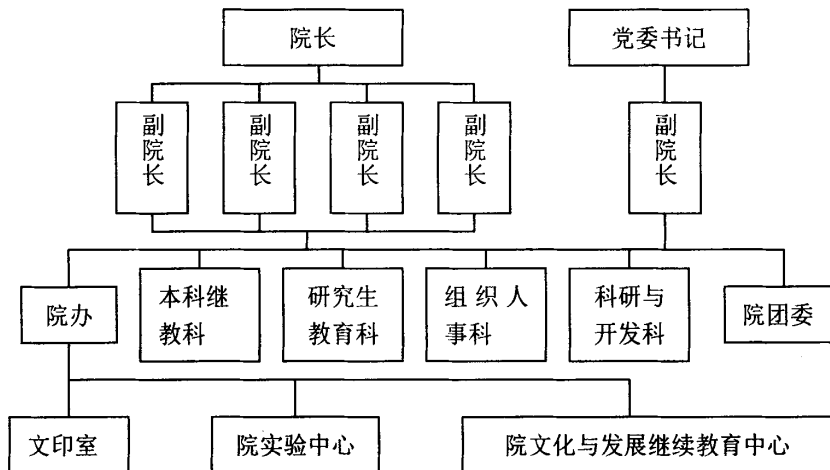 院长
党委书记
副院长
副院长
副院长
副院长
副院长
院办
本科继
教科
研究生
教育科
组织人
事科
科研与
开发科
院团委
文印室
院实验中心
院文化与发展继续教育中心